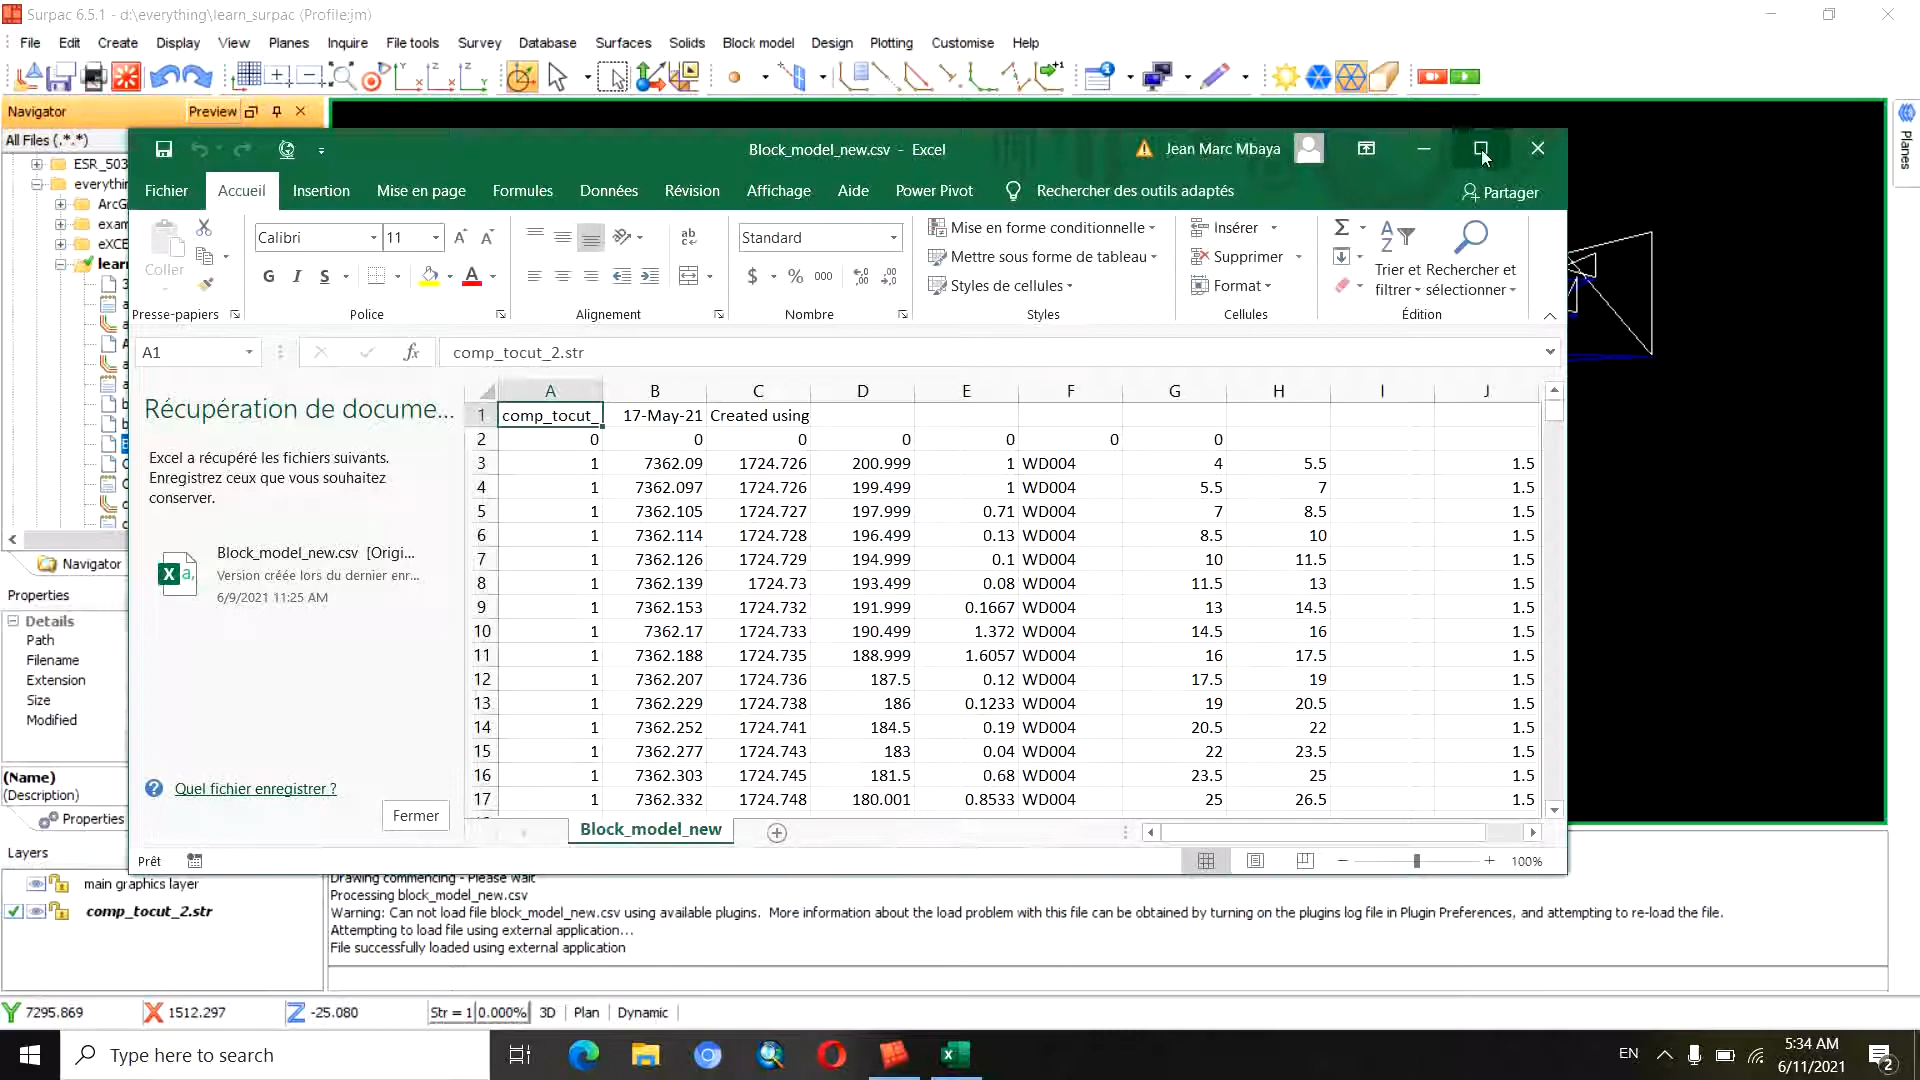 Surpac 6.5.1 - d:\everything\learn_surpac (Profile:jm)
File Edit Create Display View Planes Inquire File tools Survey Database Surfaces Solids Block model Design Plotting Customise Help
Navigator Preview
All Files (.*.*)
ESR_503
everythin
ArcG
exam
eXCE
learn
Planes
Block_model_new.csv - Excel
Jean Marc Mbaya
Fichier Accueil Insertion Mise en page Formules Données Révision Affichage Aide Power Pivot Rechercher des outils adaptés
Partager
Coller
Calibri 11
G I S
Standard
$ % 000
Mise en forme conditionnelle
Mettre sous forme de tableau
Styles de cellules
Insérer
Supprimer
Format
Trier et filtrer
Rechercher et sélectionner
Presse-papiers Police Alignement Nombre Styles Cellules Édition
A1 fx comp_tocut_2.str
Récupération de docume...
Excel a récupéré les fichiers suivants.
Enregistrez ceux que vous souhaitez
conserver.
Block_model_new.csv [Origi...
Version créée lors du dernier enr...
6/9/2021 11:25 AM
Quel fichier enregistrer ?
Fermer
A B C D E F G H I J
1 comp_tocut_ 17-May-21 Created using
2 0 0 0 0 0 0 0
3 1 7362.09 1724.726 200.999 1 WD004 4 5.5 1.5
4 1 7362.097 1724.726 199.499 1 WD004 5.5 7 1.5
5 1 7362.105 1724.727 197.999 0.71 WD004 7 8.5 1.5
6 1 7362.114 1724.728 196.499 0.13 WD004 8.5 10 1.5
7 1 7362.126 1724.729 194.999 0.1 WD004 10 11.5 1.5
8 1 7362.139 1724.73 193.499 0.08 WD004 11.5 13 1.5
9 1 7362.153 1724.732 191.999 0.1667 WD004 13 14.5 1.5
10 1 7362.17 1724.733 190.499 1.372 WD004 14.5 16 1.5
11 1 7362.188 1724.735 188.999 1.6057 WD004 16 17.5 1.5
12 1 7362.207 1724.736 187.5 0.12 WD004 17.5 19 1.5
13 1 7362.229 1724.738 186 0.1233 WD004 19 20.5 1.5
14 1 7362.252 1724.741 184.5 0.19 WD004 20.5 22 1.5
15 1 7362.277 1724.743 183 0.04 WD004 22 23.5 1.5
16 1 7362.303 1724.745 181.5 0.68 WD004 23.5 25 1.5
17 1 7362.332 1724.748 180.001 0.8533 WD004 25 26.5 1.5
Block_model_new
Prêt
100%
Navigator
Properties
Details
Path
Filename
Extension
Size
Modified
(Name)
(Description)
Properties
Layers
main graphics layer
comp_tocut_2.str
Drawing commencing - Please wait
Processing block_model_new.csv
Warning: Can not load file block_model_new.csv using available plugins. More information about the load problem with this file can be obtained by turning on the plugins log file in Plugin Preferences, and attempting to re-load the file.
Attempting to load file using external application...
File successfully loaded using external application
Y 7295.869 X 1512.297 Z -25.080 Str = 1 0.000% 3D Plan Dynamic
Type here to search
EN
5:34 AM
6/11/2021
2